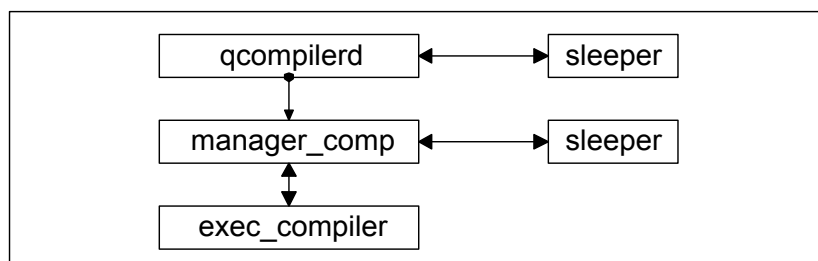 qcompilerd
sleeper
manager_comp
sleeper
exec_compiler